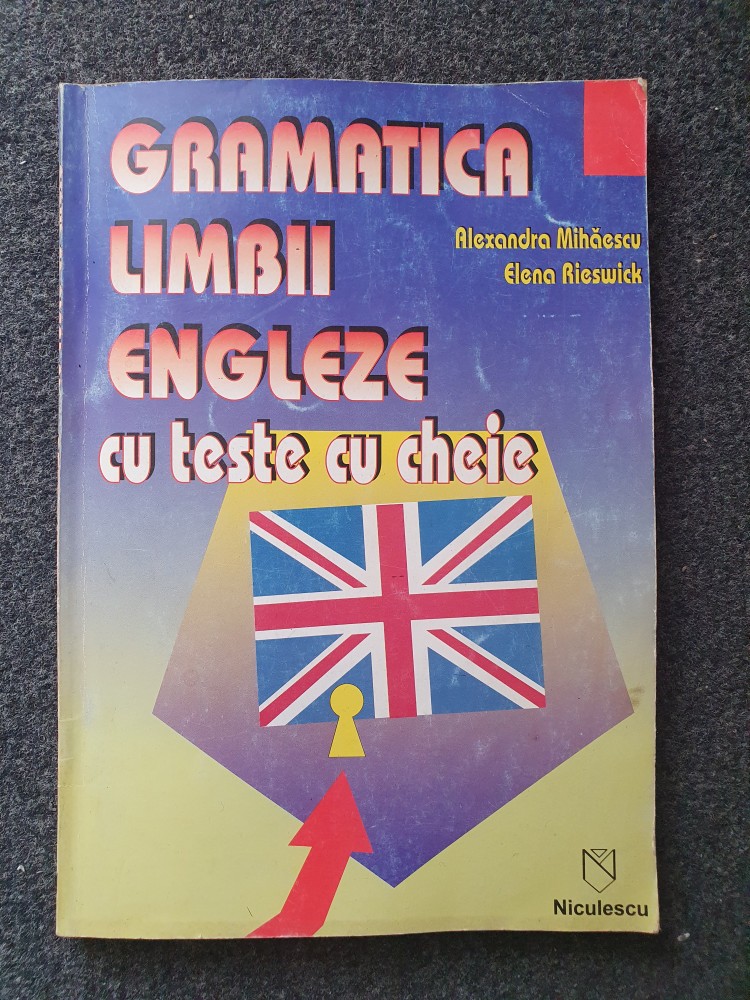 GRAMATICA
LIMBII
ENGLEZE
cu teste cu cheie
Alexandra Mihăescu
Elena Rieswick
Niculescu